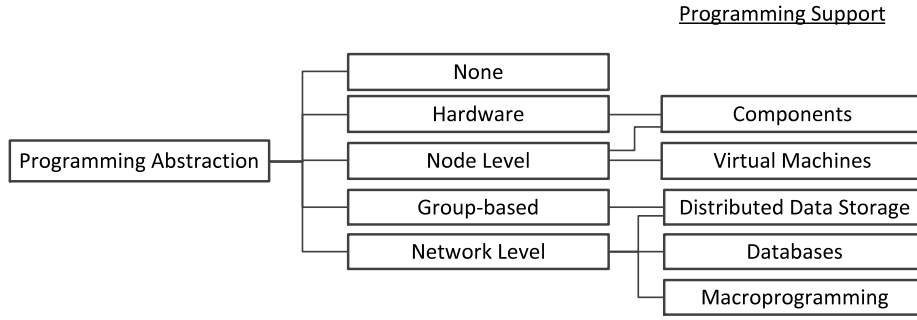 Programming Support
None
Hardware
Components
Programming Abstraction
Node Level
Virtual Machines
Group-based
Distributed Data Storage
Network Level
Databases
Macroprogramming